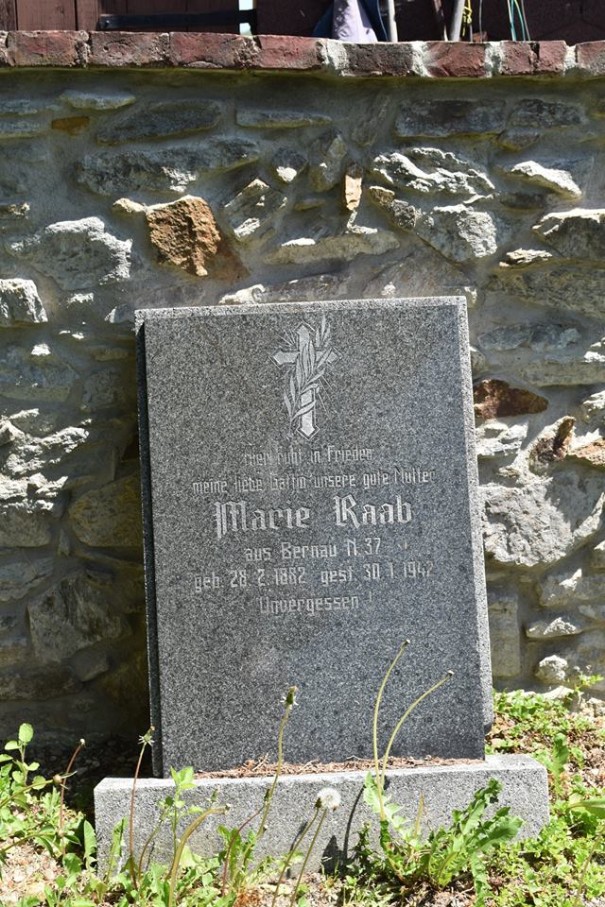 Hier ruht in Frieden
meine liebe Gattin, unsere gute Mutter
Marie Raab
aus Bernau N.37
geb. 28.2.1882 gest. 30.1.1942
Unvergessen!